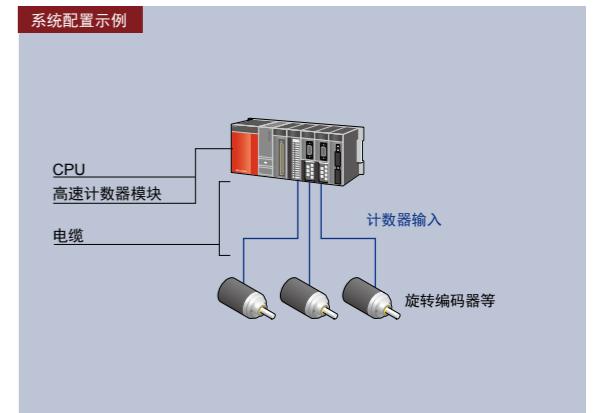 系统配置示例
CPU
高速计数器模块
电缆
计数器输入
旋转编码器等